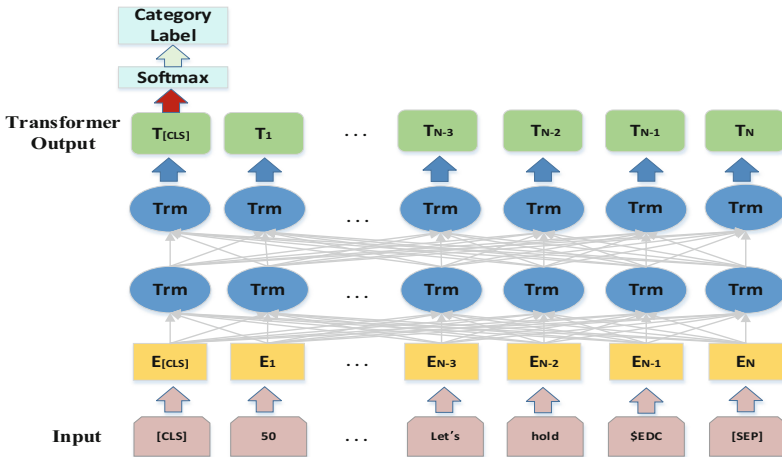 Category
Label
Softmax
Transformer
Output
T[CLS] T1 ... TN-3 TN-2 TN-1 TN
Trm Trm ... Trm Trm Trm Trm
Trm Trm ... Trm Trm Trm Trm
E[CLS] E1 ... EN-3 EN-2 EN-1 EN
Input [CLS] 50 ... Let's hold $EDC [SEP]